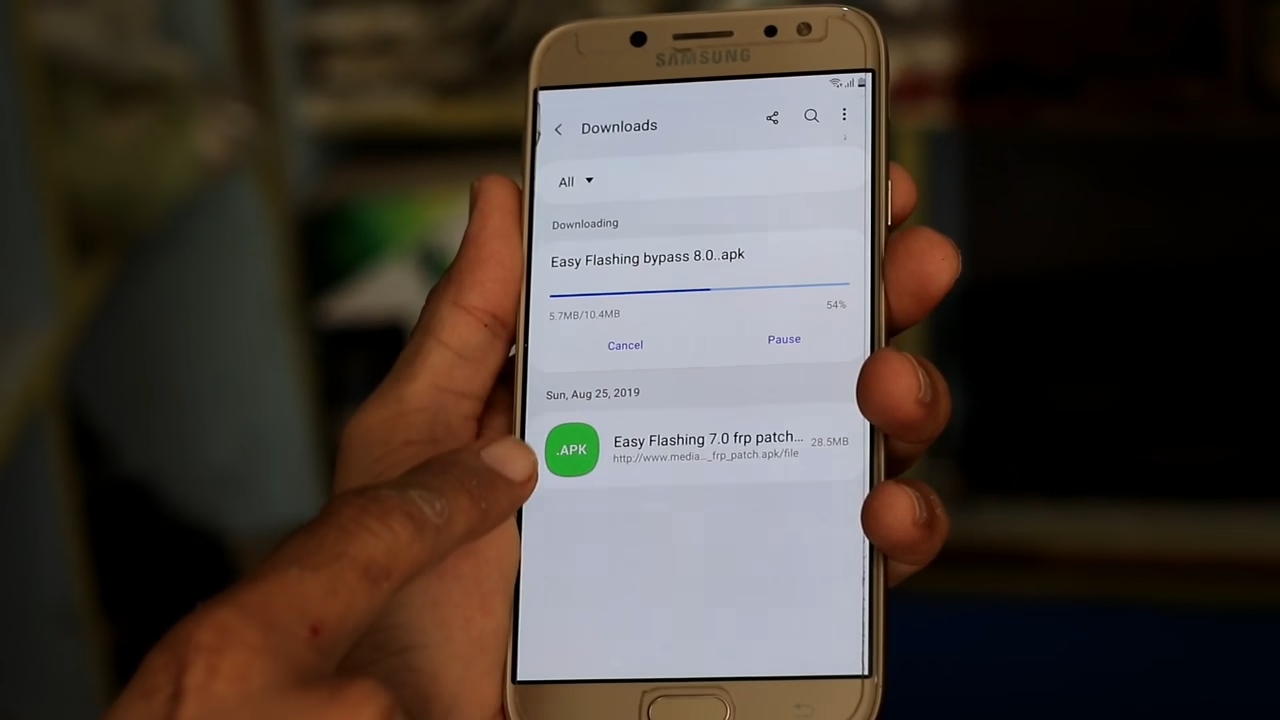 SAMSUNG
Downloads
All
Downloading
Easy Flashing bypass 8.0..apk
5.7MB/10.4MB 54%
Cancel Pause
Sun, Aug 25, 2019
.APK Easy Flashing 7.0 frp patch... 28.5MB
http://www.media..._frp_patch.apk/file